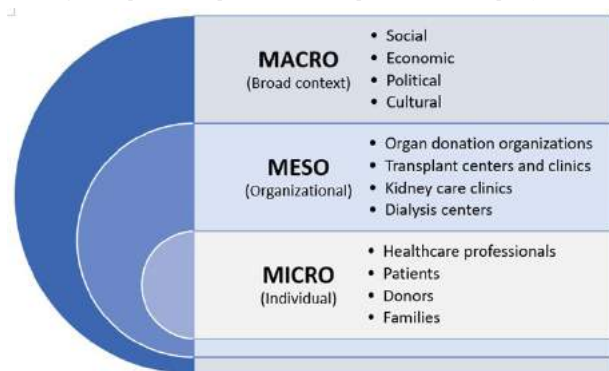 MACRO
(Broad context)
• Social
• Economic
• Political
• Cultural
MESO
(Organizational)
• Organ donation organizations
• Transplant centers and clinics
• Kidney care clinics
• Dialysis centers
MICRO
(Individual)
• Healthcare professionals
• Patients
• Donors
• Families